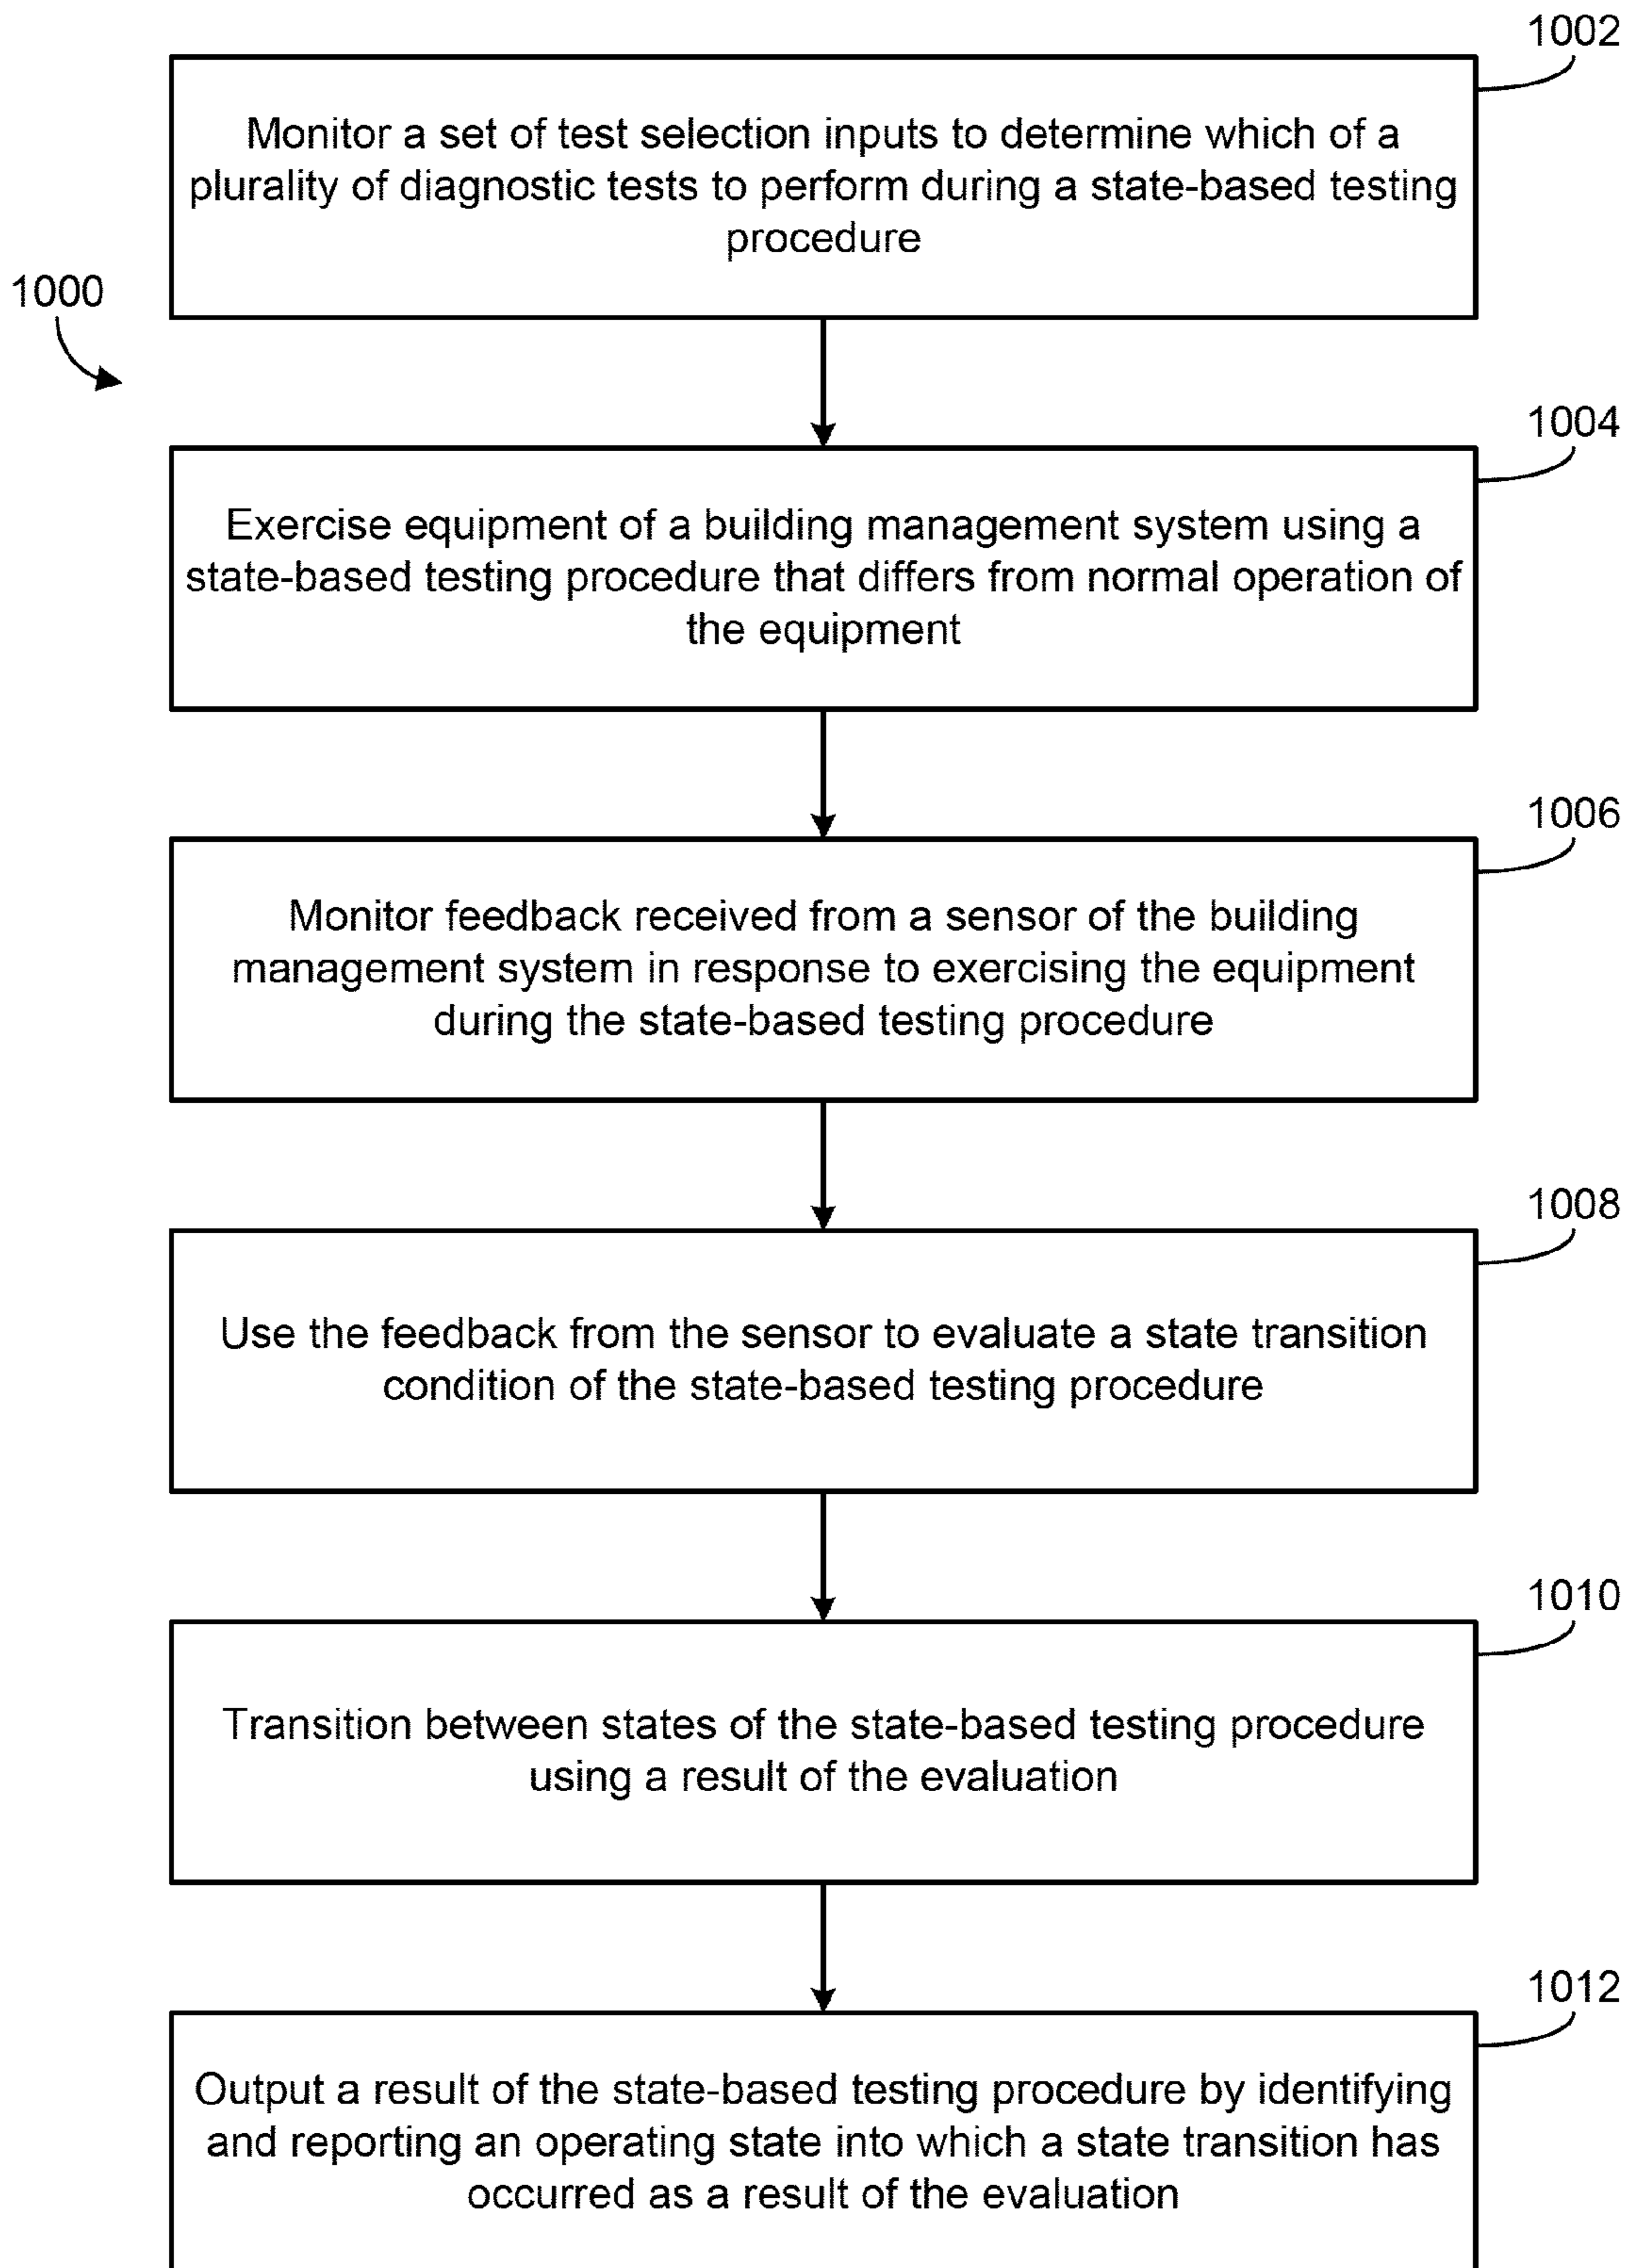 1002
Monitor a set of test selection inputs to determine which of a
plurality of diagnostic tests to perform during a state-based testing
procedure
1000
1004
Exercise equipment of a building management system using a
state-based testing procedure that differs from normal operation of
the equipment
1006
Monitor feedback received from a sensor of the building
management system in response to exercising the equipment
during the state-based testing procedure
1008
Use the feedback from the sensor to evaluate a state transition
condition of the state-based testing procedure
1010
Transition between states of the state-based testing procedure
using a result of the evaluation
1012
Output a result of the state-based testing procedure by identifying
and reporting an operating state into which a state transition has
occurred as a result of the evaluation